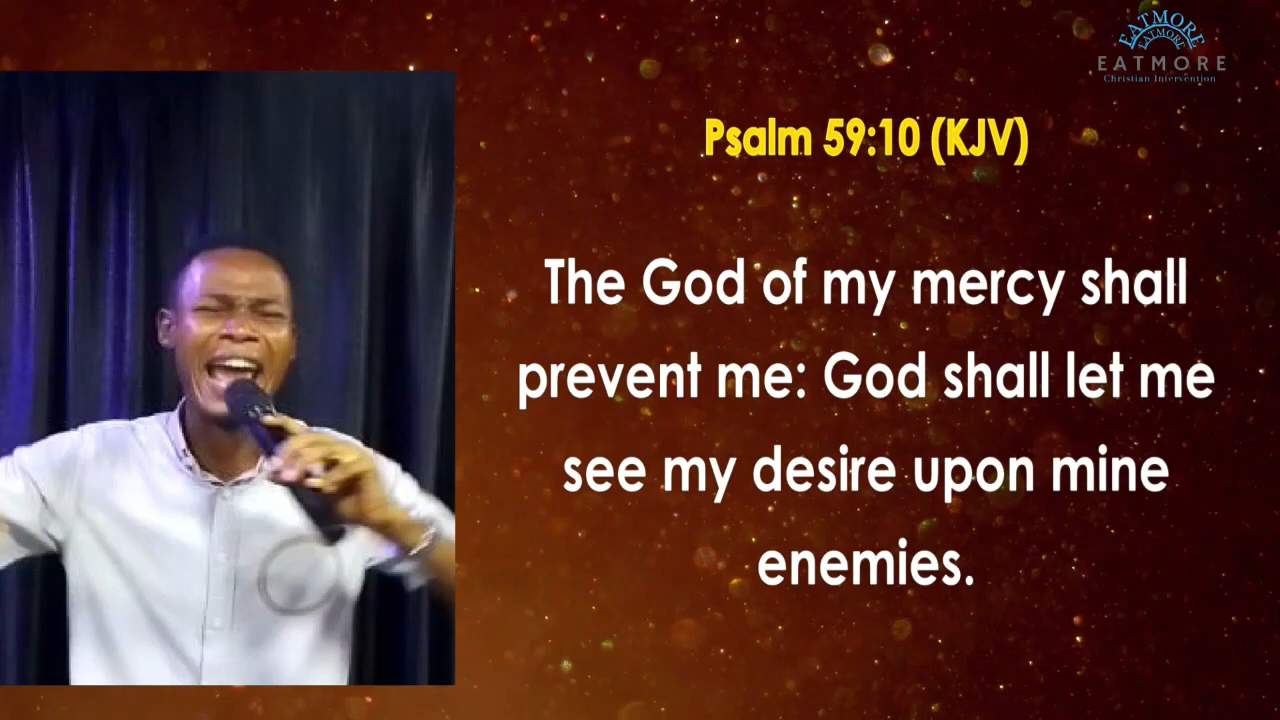 EATMORE
EATMORE
EATMORE
Christian Intervention
Psalm 59:10 (KJV)
The God of my mercy shall
prevent me: God shall let me
see my desire upon mine
enemies.